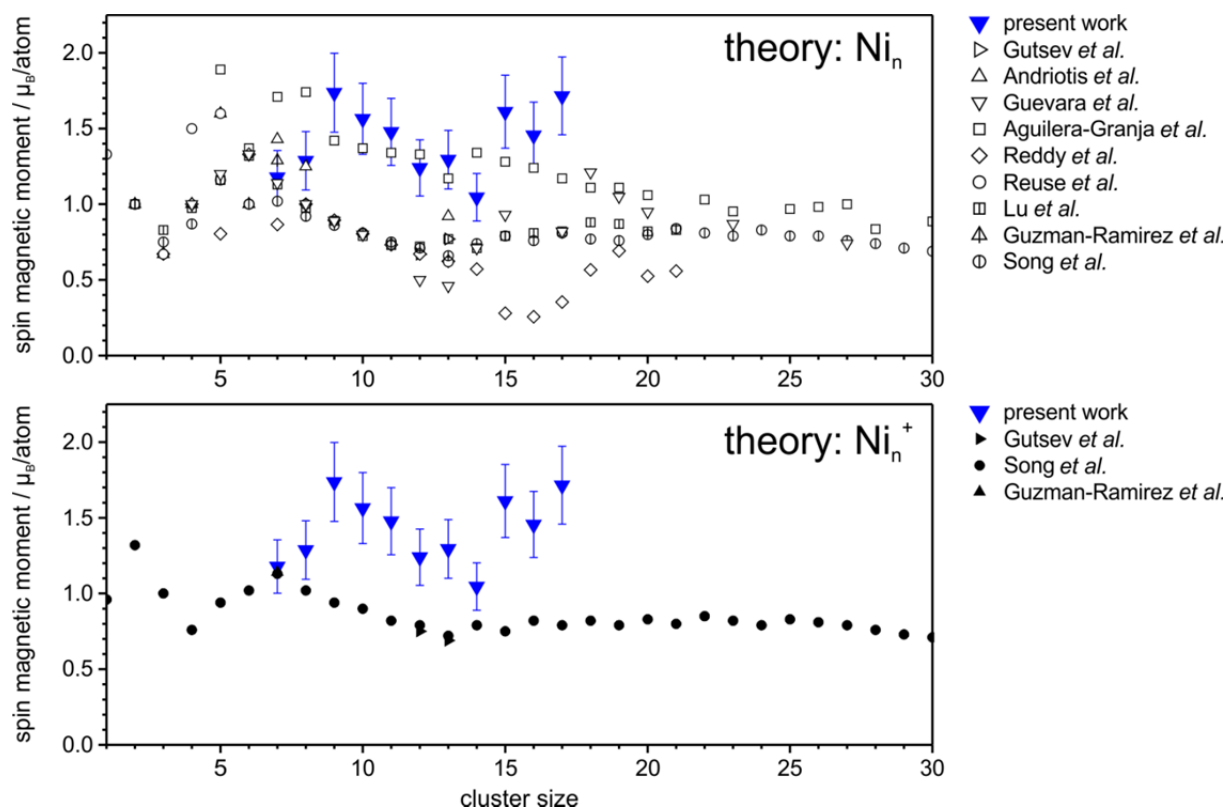 theory: Niₙ
spin magnetic moment / μB/atom
2.0
1.5
1.0
0.5
0.0
5
10
15
20
25
30
present work
Gutsev et al.
Andriotis et al.
Guevara et al.
Aguilera-Granja et al.
Reddy et al.
Reuse et al.
Lu et al.
Guzman-Ramirez et al.
Song et al.
theory: Niₙ⁺
spin magnetic moment / μB/atom
2.0
1.5
1.0
0.5
0.0
5
10
15
20
25
30
cluster size
present work
Gutsev et al.
Song et al.
Guzman-Ramirez et al.